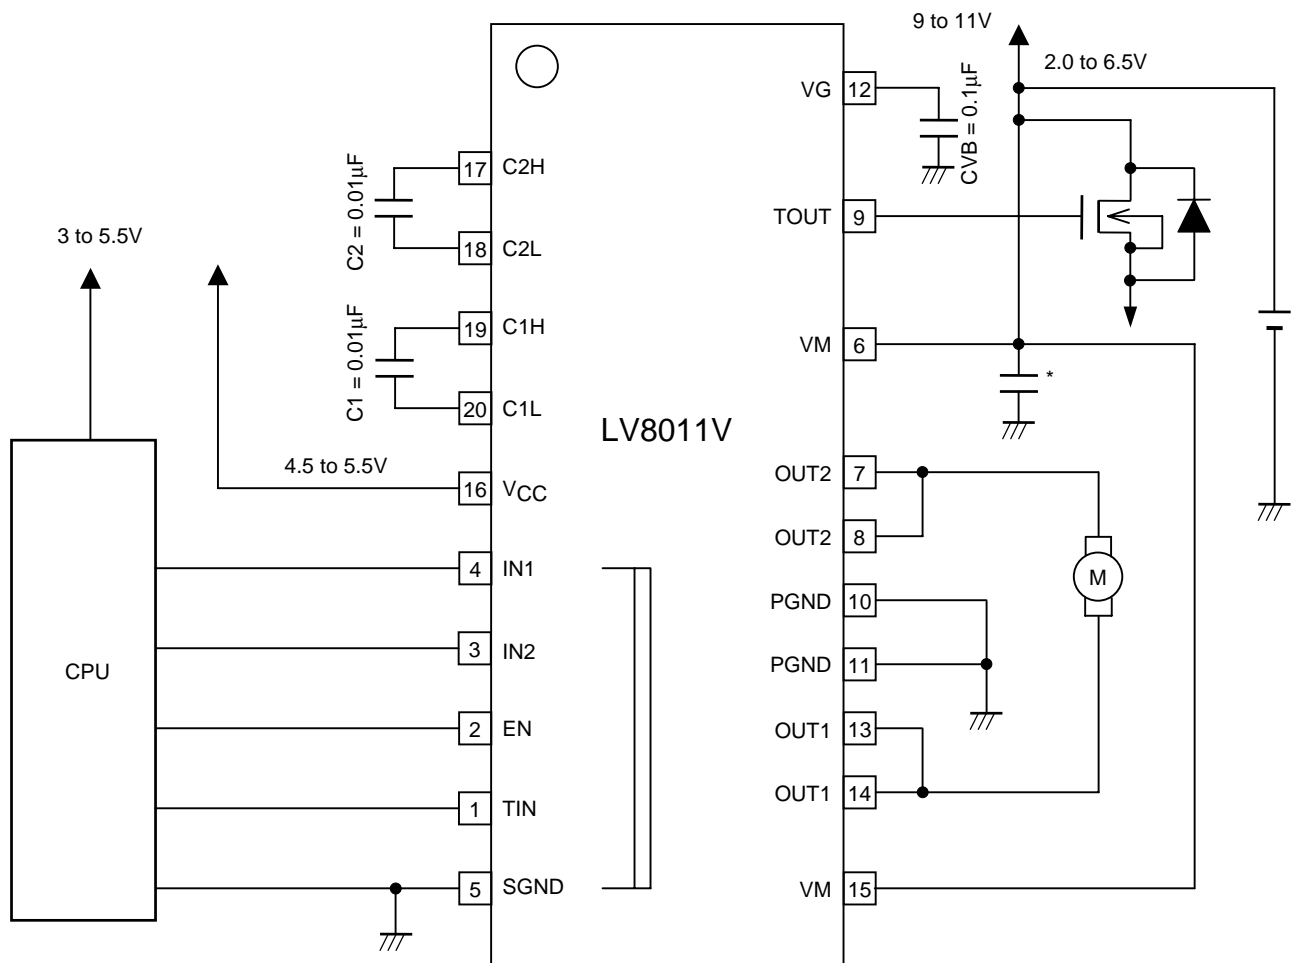 9 to 11V
2.0 to 6.5V
VG 12
CVB = 0.1μF
17 C2H
C2 = 0.01μF
TOUT 9
3 to 5.5V
18 C2L
19 C1H
C1 = 0.01μF
VM 6
*
20 C1L
LV8011V
4.5 to 5.5V
16 VCC
OUT2 7
OUT2 8
4 IN1
M
PGND 10
3 IN2
CPU
PGND 11
2 EN
OUT1 13
OUT1 14
1 TIN
5 SGND
VM 15